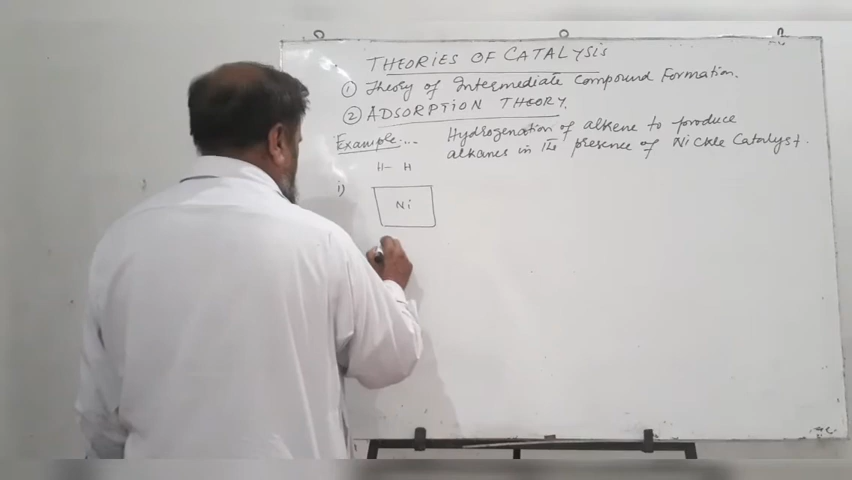 THEORIES OF CATALYSIS
① Theory of Intermediate Compound Formation.
② ADSORPTION THEORY.
Example:... Hydrogenation of alkene to produce
alkanes in the presence of Nickle Catalyst.
H- H
i)
Ni